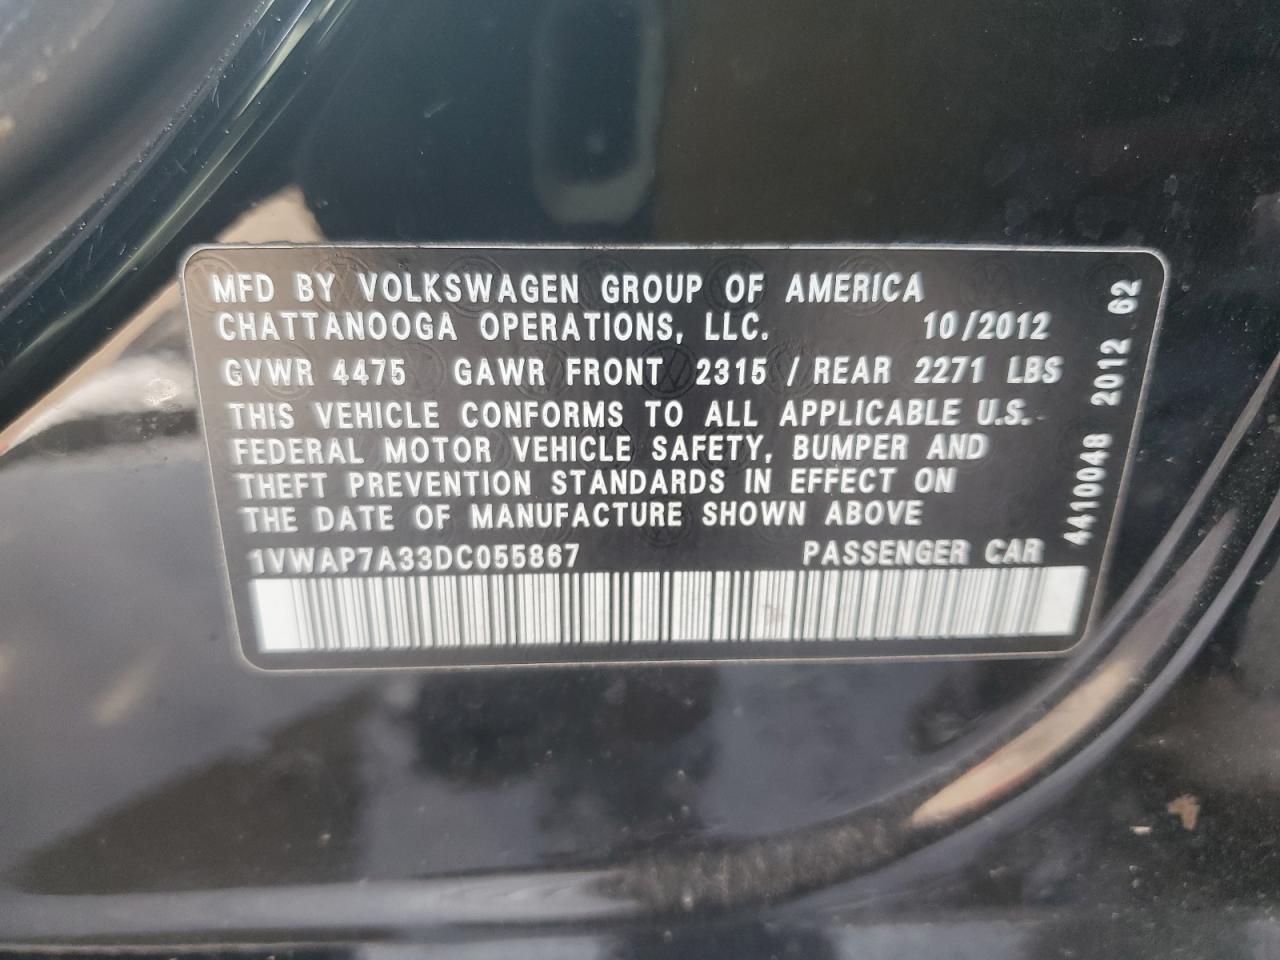 MFD BY VOLKSWAGEN GROUP OF AMERICA
CHATTANOOGA OPERATIONS, LLC. 10/2012
GVWR 4475 GAWR FRONT 2315 / REAR 2271 LBS
THIS VEHICLE CONFORMS TO ALL APPLICABLE U.S.
FEDERAL MOTOR VEHICLE SAFETY, BUMPER AND
THEFT PREVENTION STANDARDS IN EFFECT ON
THE DATE OF MANUFACTURE SHOWN ABOVE
1VWAP7A33DC055867 PASSENGER CAR
4410048 2012 62